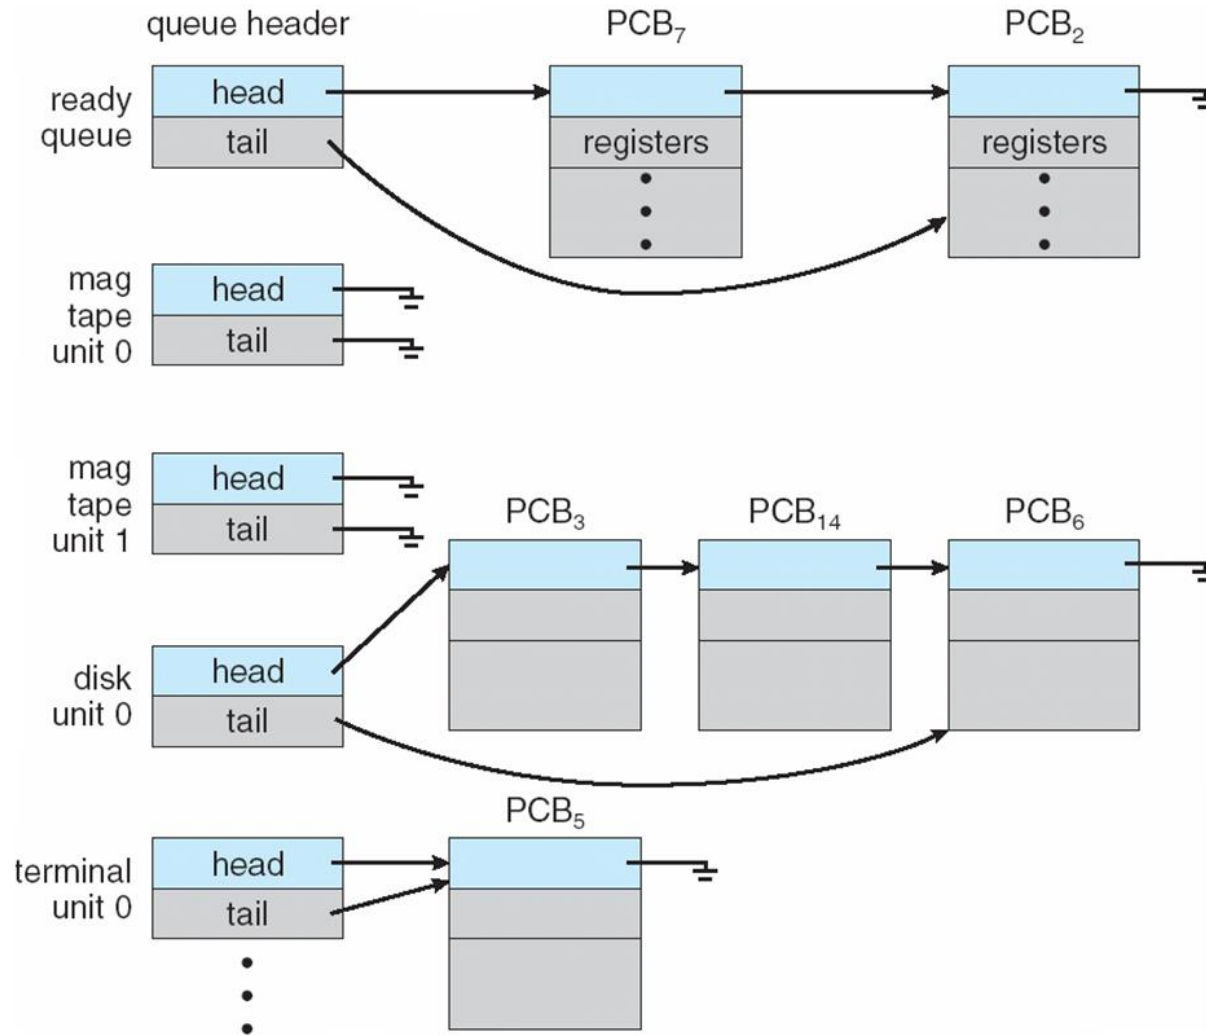 queue header
PCB₇
PCB₂
ready
queue
head
tail
registers
registers
mag
tape
unit 0
head
tail
mag
tape
unit 1
head
tail
PCB₃
PCB₁₄
PCB₆
disk
unit 0
head
tail
PCB₅
terminal
unit 0
head
tail